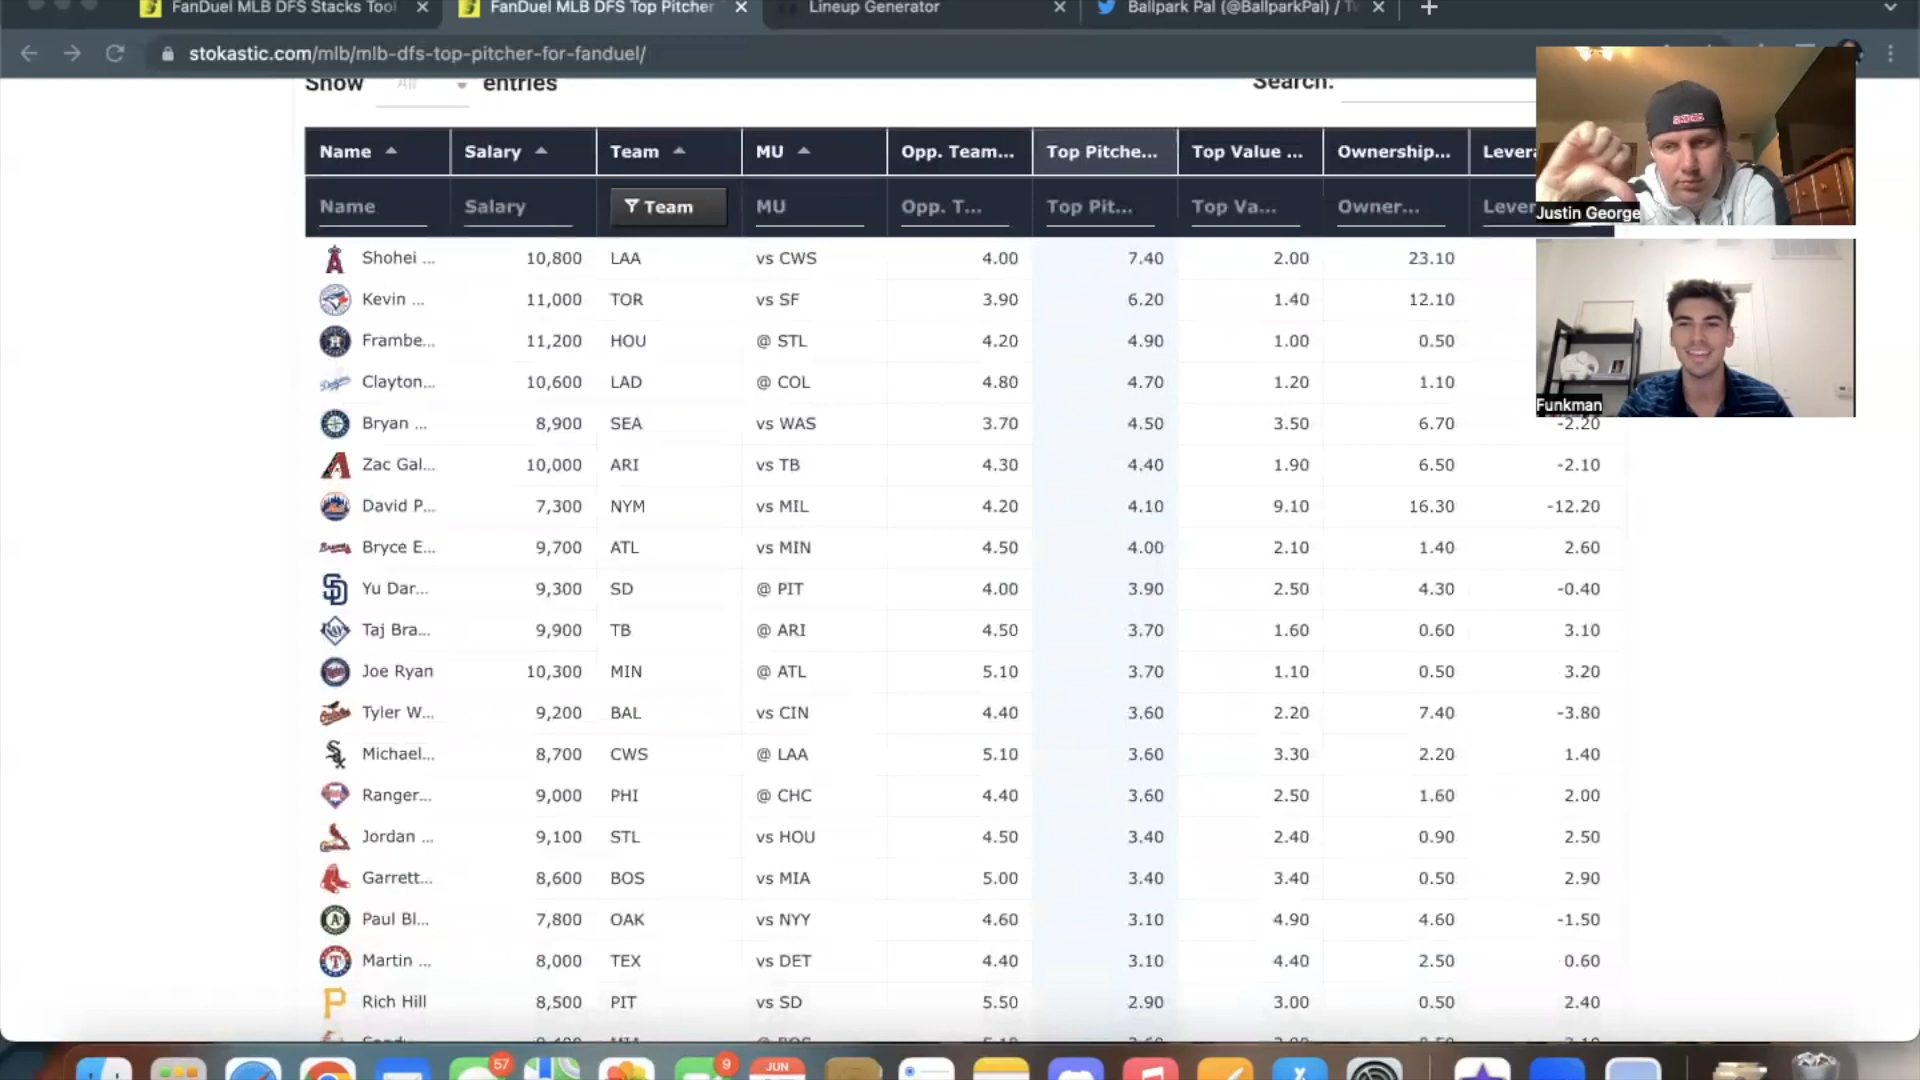 FanDuel MLB DFS Stacks Tool
FanDuel MLB DFS Top Pitcher
Lineup Generator
Ballpark Pal (@BallparkPal) / Tw
stokastic.com/mlb/mlb-dfs-top-pitcher-for-fanduel/
Show All entries Search:
Name Salary Team MU Opp. Team... Top Pitche... Top Value ... Ownership... Levera
Name Salary Team MU Opp. T... Top Pit... Top Va... Owner... Lever
Shohei ... 10,800 LAA vs CWS 4.00 7.40 2.00 23.10
Kevin ... 11,000 TOR vs SF 3.90 6.20 1.40 12.10
Frambe... 11,200 HOU @ STL 4.20 4.90 1.00 0.50
Clayton... 10,600 LAD @ COL 4.80 4.70 1.20 1.10
Bryan ... 8,900 SEA vs WAS 3.70 4.50 3.50 6.70 -2.20
Zac Gal... 10,000 ARI vs TB 4.30 4.40 1.90 6.50 -2.10
David P... 7,300 NYM vs MIL 4.20 4.10 9.10 16.30 -12.20
Bryce E... 9,700 ATL vs MIN 4.50 4.00 2.10 1.40 2.60
Yu Dar... 9,300 SD @ PIT 4.00 3.90 2.50 4.30 -0.40
Taj Bra... 9,900 TB @ ARI 4.50 3.70 1.60 0.60 3.10
Joe Ryan 10,300 MIN @ ATL 5.10 3.70 1.10 0.50 3.20
Tyler W... 9,200 BAL vs CIN 4.40 3.60 2.20 7.40 -3.80
Michael... 8,700 CWS @ LAA 5.10 3.60 3.30 2.20 1.40
Ranger... 9,000 PHI @ CHC 4.40 3.60 2.50 1.60 2.00
Jordan ... 9,100 STL vs HOU 4.50 3.40 2.40 0.90 2.50
Garrett... 8,600 BOS vs MIA 5.00 3.40 3.40 0.50 2.90
Paul Bl... 7,800 OAK vs NYY 4.60 3.10 4.90 4.60 -1.50
Martin ... 8,000 TEX vs DET 4.40 3.10 4.40 2.50 0.60
Rich Hill 8,500 PIT vs SD 5.50 2.90 3.00 0.50 2.40
Justin George
Funkman
57
9
JUN